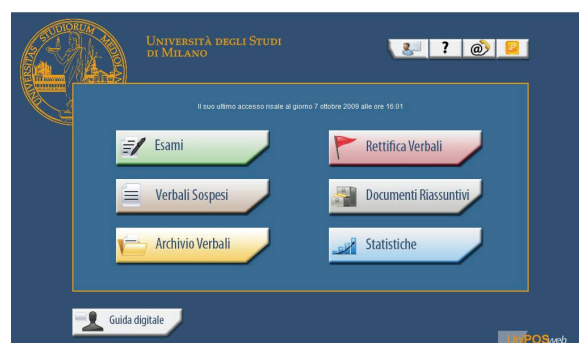 UNIVERSITÀ DEGLI STUDI
DI MILANO
?
@
Il suo ultimo accesso risale al giorno 7 ottobre 2009 alle ore 16:01
Esami
Rettifica Verbali
Verbali Sospesi
Documenti Riassuntivi
Archivio Verbali
Statistiche
Guida digitale